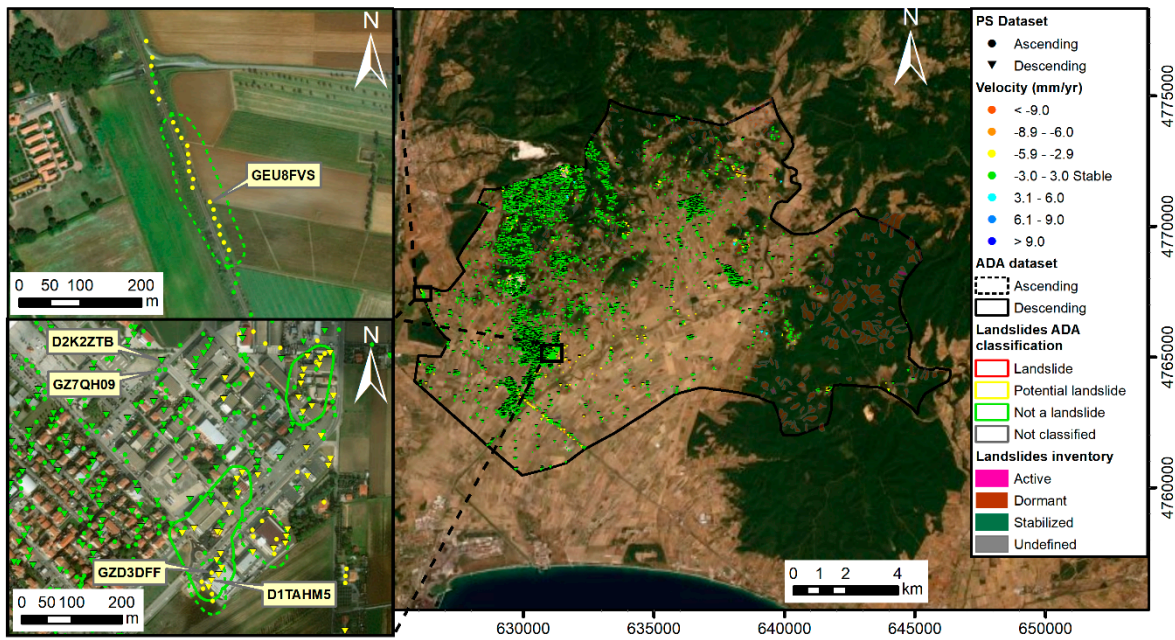 N
GEU8FVS
0 50 100 200
m
N
D2K2ZTB
GZ7QH09
GZD3DFF
D1TAHM5
0 50 100 200
m
N
0 1 2 4
km
630000 635000 640000 645000 650000
4775000
4770000
4765000
4760000
PS Dataset
Ascending
Descending
Velocity (mm/yr)
< -9.0
-8.9 - -6.0
-5.9 - -2.9
-3.0 - 3.0 Stable
3.1 - 6.0
6.1 - 9.0
> 9.0
ADA dataset
Ascending
Descending
Landslides ADA
classification
Landslide
Potential landslide
Not a landslide
Not classified
Landslides inventory
Active
Dormant
Stabilized
Undefined